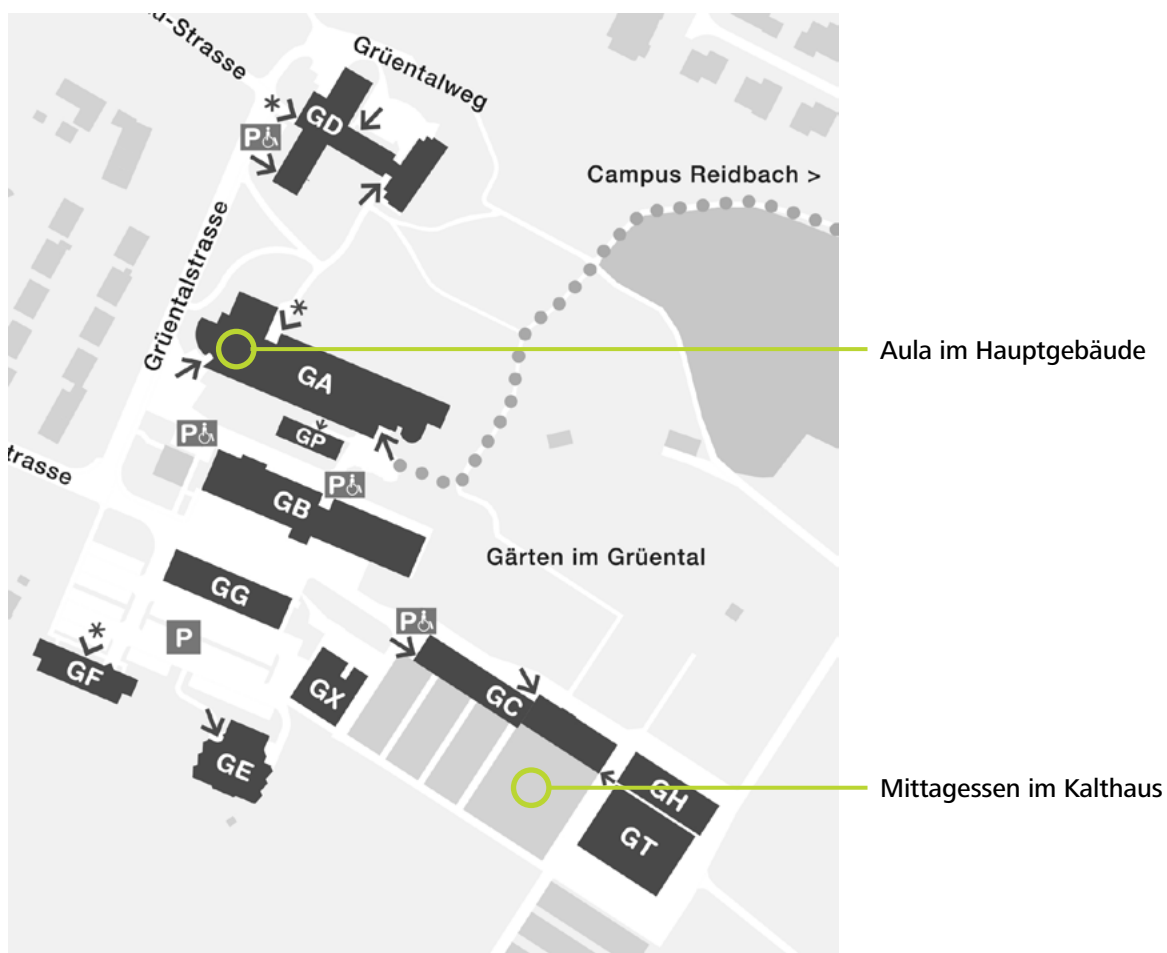 u-Strasse
Grüentalweg
*
GD
P
Campus Reidbach >
Grüentalstrasse
*
Aula im Hauptgebäude
GA
P
GP
trasse
P
GB
Gärten im Grüental
GG
P
*
P
GF
GX
GC
GE
GH
Mittagessen im Kalthaus
GT